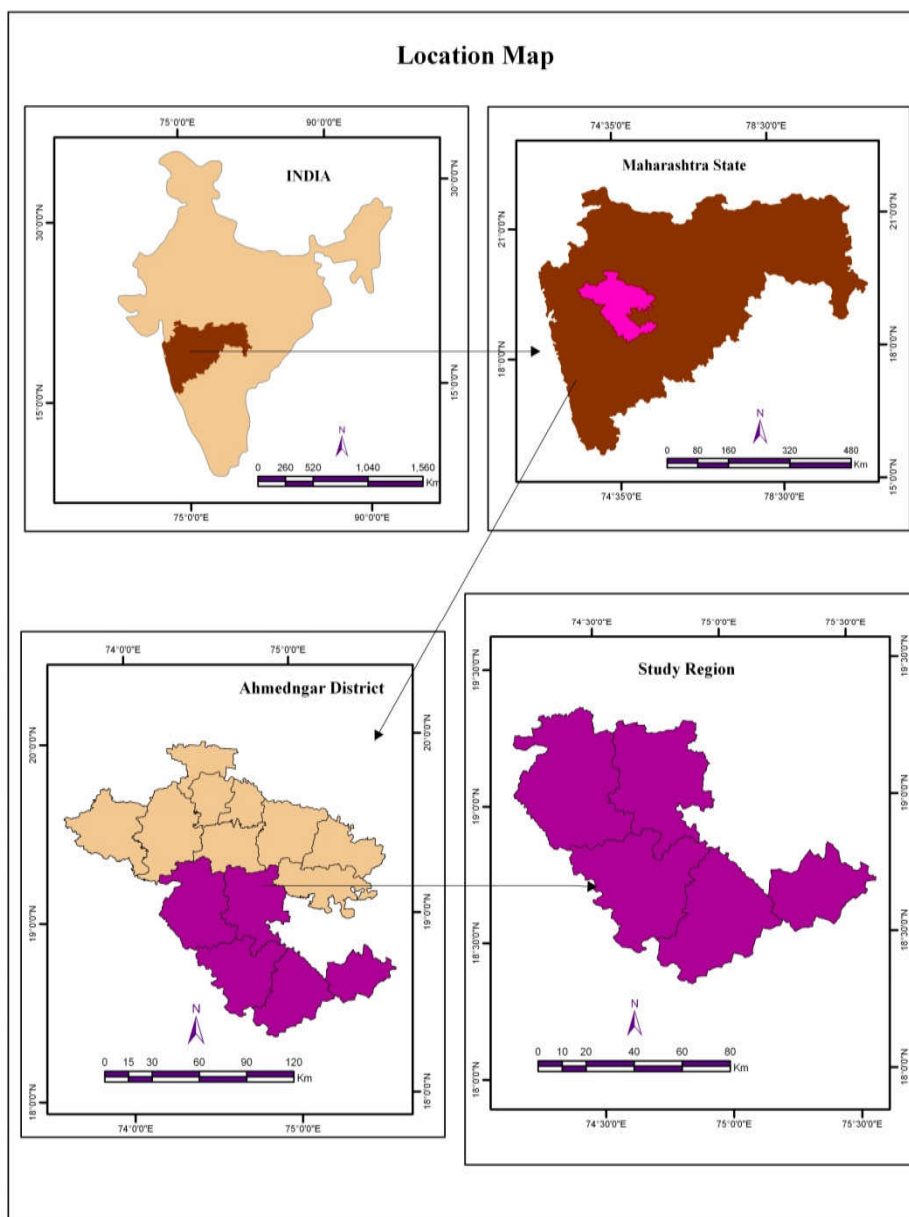 Location Map
75°0'0"E 90°0'0"E
INDIA
30°0'0"N
30°0'0"N
15°0'0"N
15°0'0"N
N
0 260 520 1,040 1,560
Km
75°0'0"E 90°0'0"E
74°35'0"E 78°30'0"E
Maharashtra State
21°0'0"N
21°0'0"N
18°0'0"N
18°0'0"N
15°0'0"N
N
0 80 160 320 480
Km
74°35'0"E 78°30'0"E
74°0'0"E 75°0'0"E
Ahmedngar District
20°0'0"N
20°0'0"N
19°0'0"N
19°0'0"N
18°0'0"N
18°0'0"N
N
0 15 30 60 90 120
Km
74°0'0"E 75°0'0"E
74°30'0"E 75°0'0"E 75°30'0"E
Study Region
19°30'0"N
19°30'0"N
19°0'0"N
19°0'0"N
18°30'0"N
18°30'0"N
18°0'0"N
18°0'0"N
N
0 10 20 40 60 80
Km
74°30'0"E 75°0'0"E 75°30'0"E